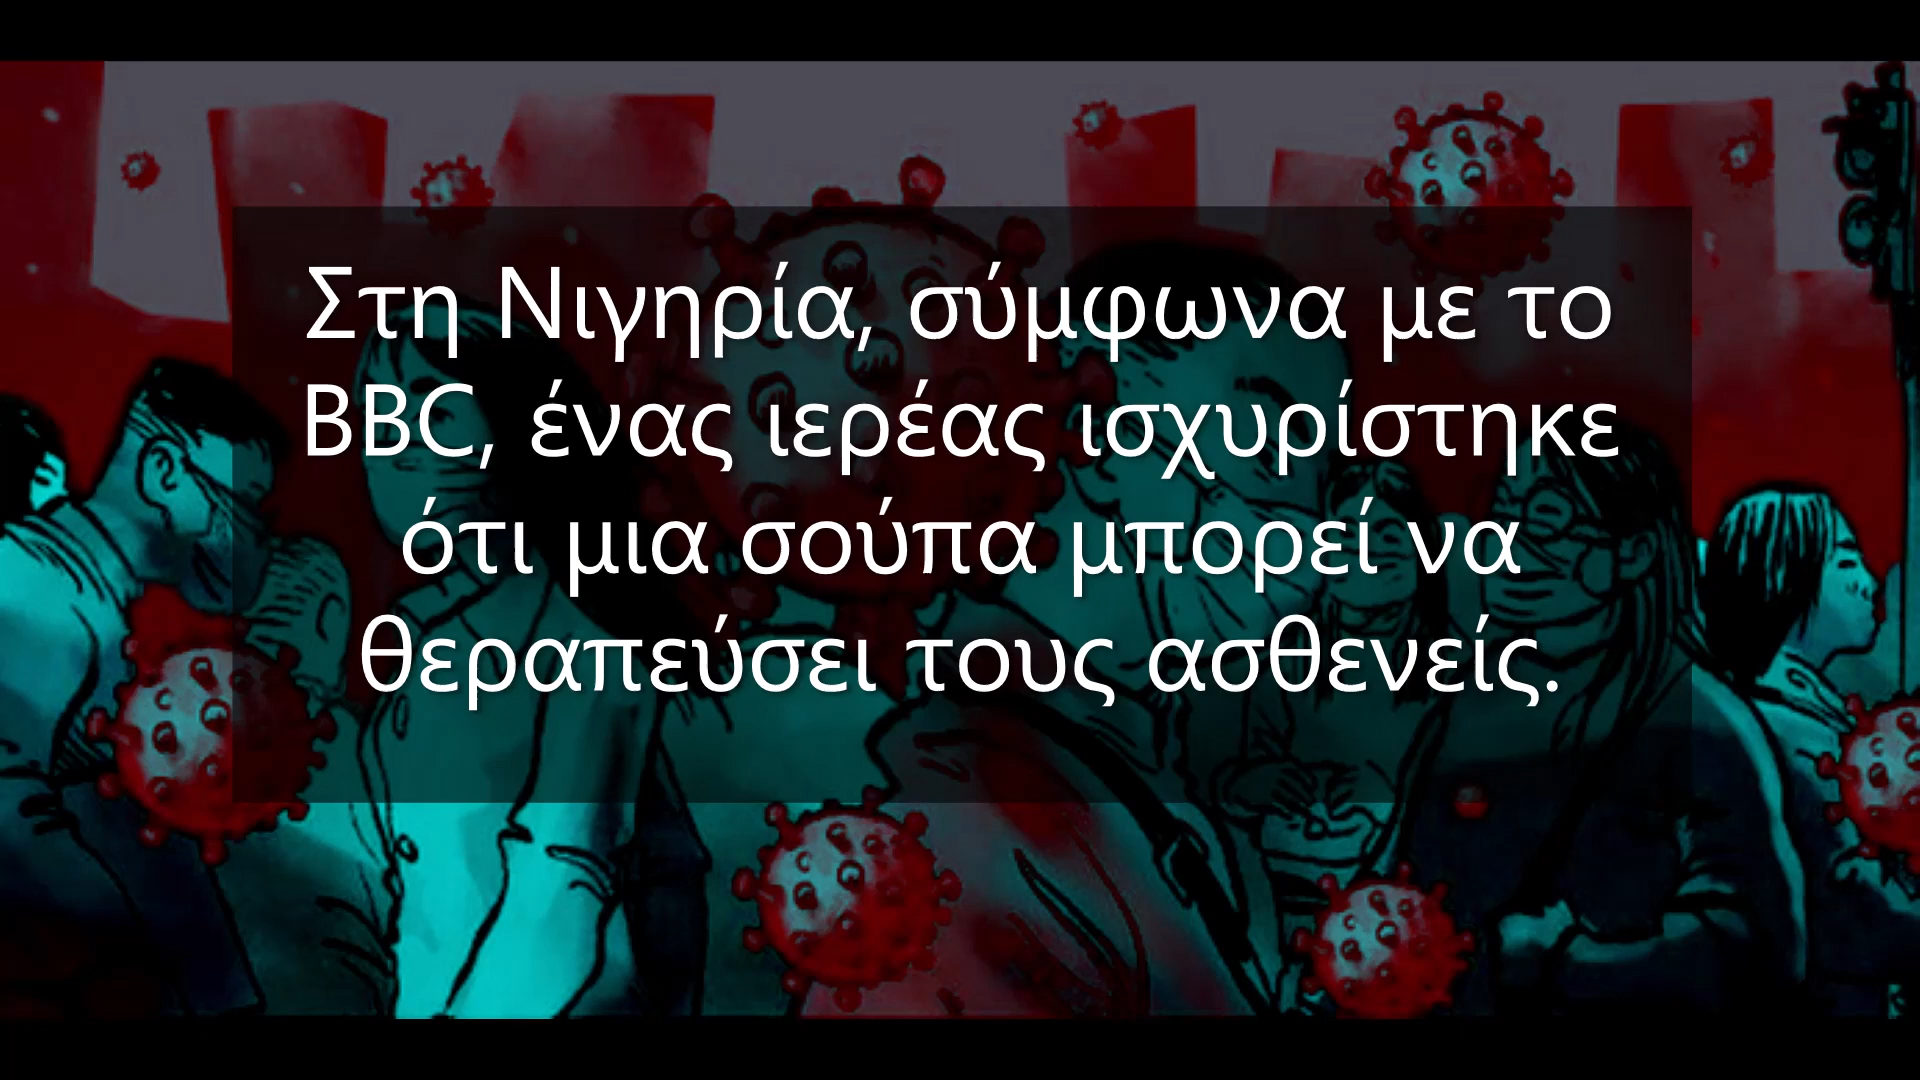 Στη Νιγηρία, σύμφωνα με το
BBC, ένας ιερέας ισχυρίστηκε
ότι μια σούπα μπορεί να
θεραπεύσει τους ασθενείς.